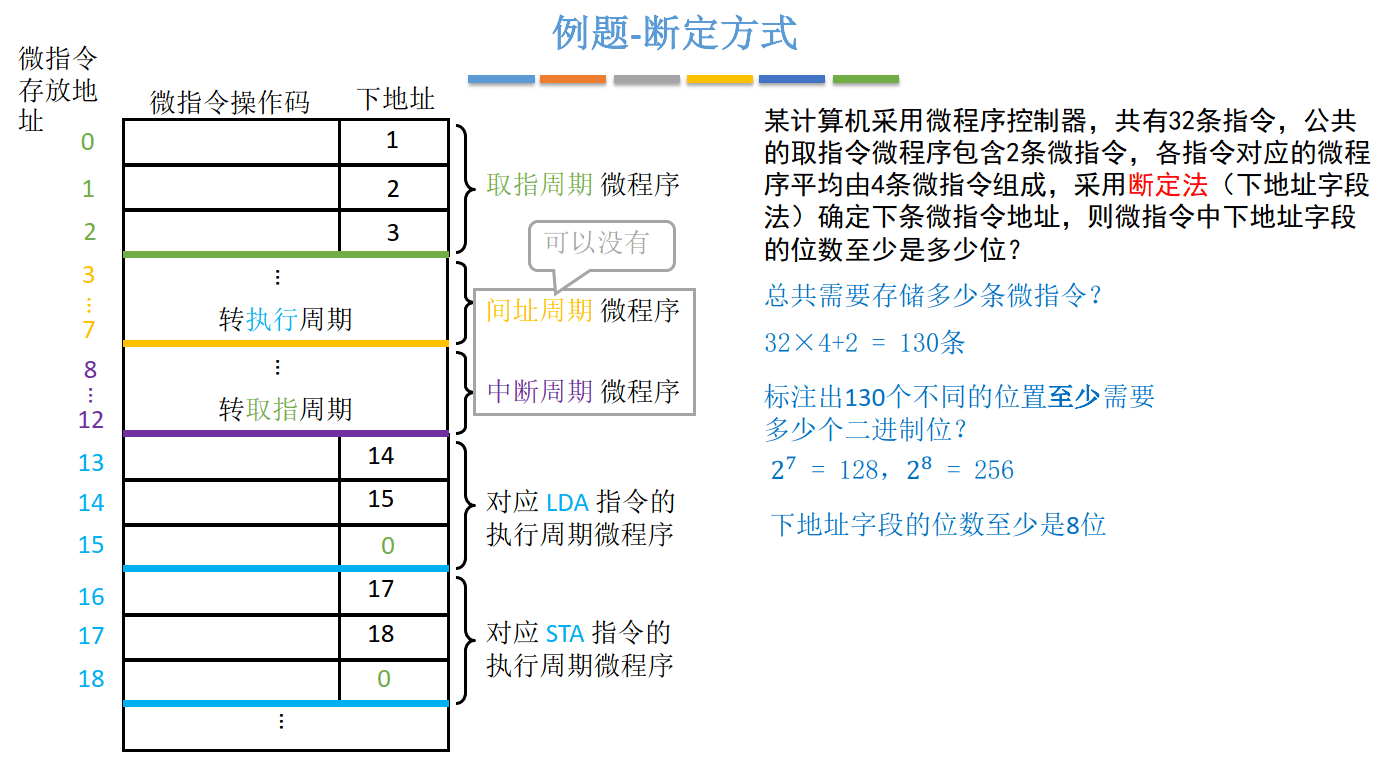 例题-断定方式
微指令
存放地
址
微指令操作码 下地址
0 1
1 2
2 3
取指周期 微程序
可以没有
3
⋮
7
⋮
转执行周期
间址周期 微程序
8
⋮
12
⋮
转取指周期
中断周期 微程序
13 14
14 15
15 0
对应 LDA 指令的
执行周期微程序
16 17
17 18
18 0
对应 STA 指令的
执行周期微程序
⋮
某计算机采用微程序控制器，共有32条指令，公共
的取指令微程序包含2条微指令，各指令对应的微程
序平均由4条微指令组成，采用断定法（下地址字段
法）确定下条微指令地址，则微指令中下地址字段
的位数至少是多少位？
总共需要存储多少条微指令？
32×4+2 = 130条
标注出130个不同的位置至少需要
多少个二进制位？
2⁷ = 128，2⁸ = 256
下地址字段的位数至少是8位